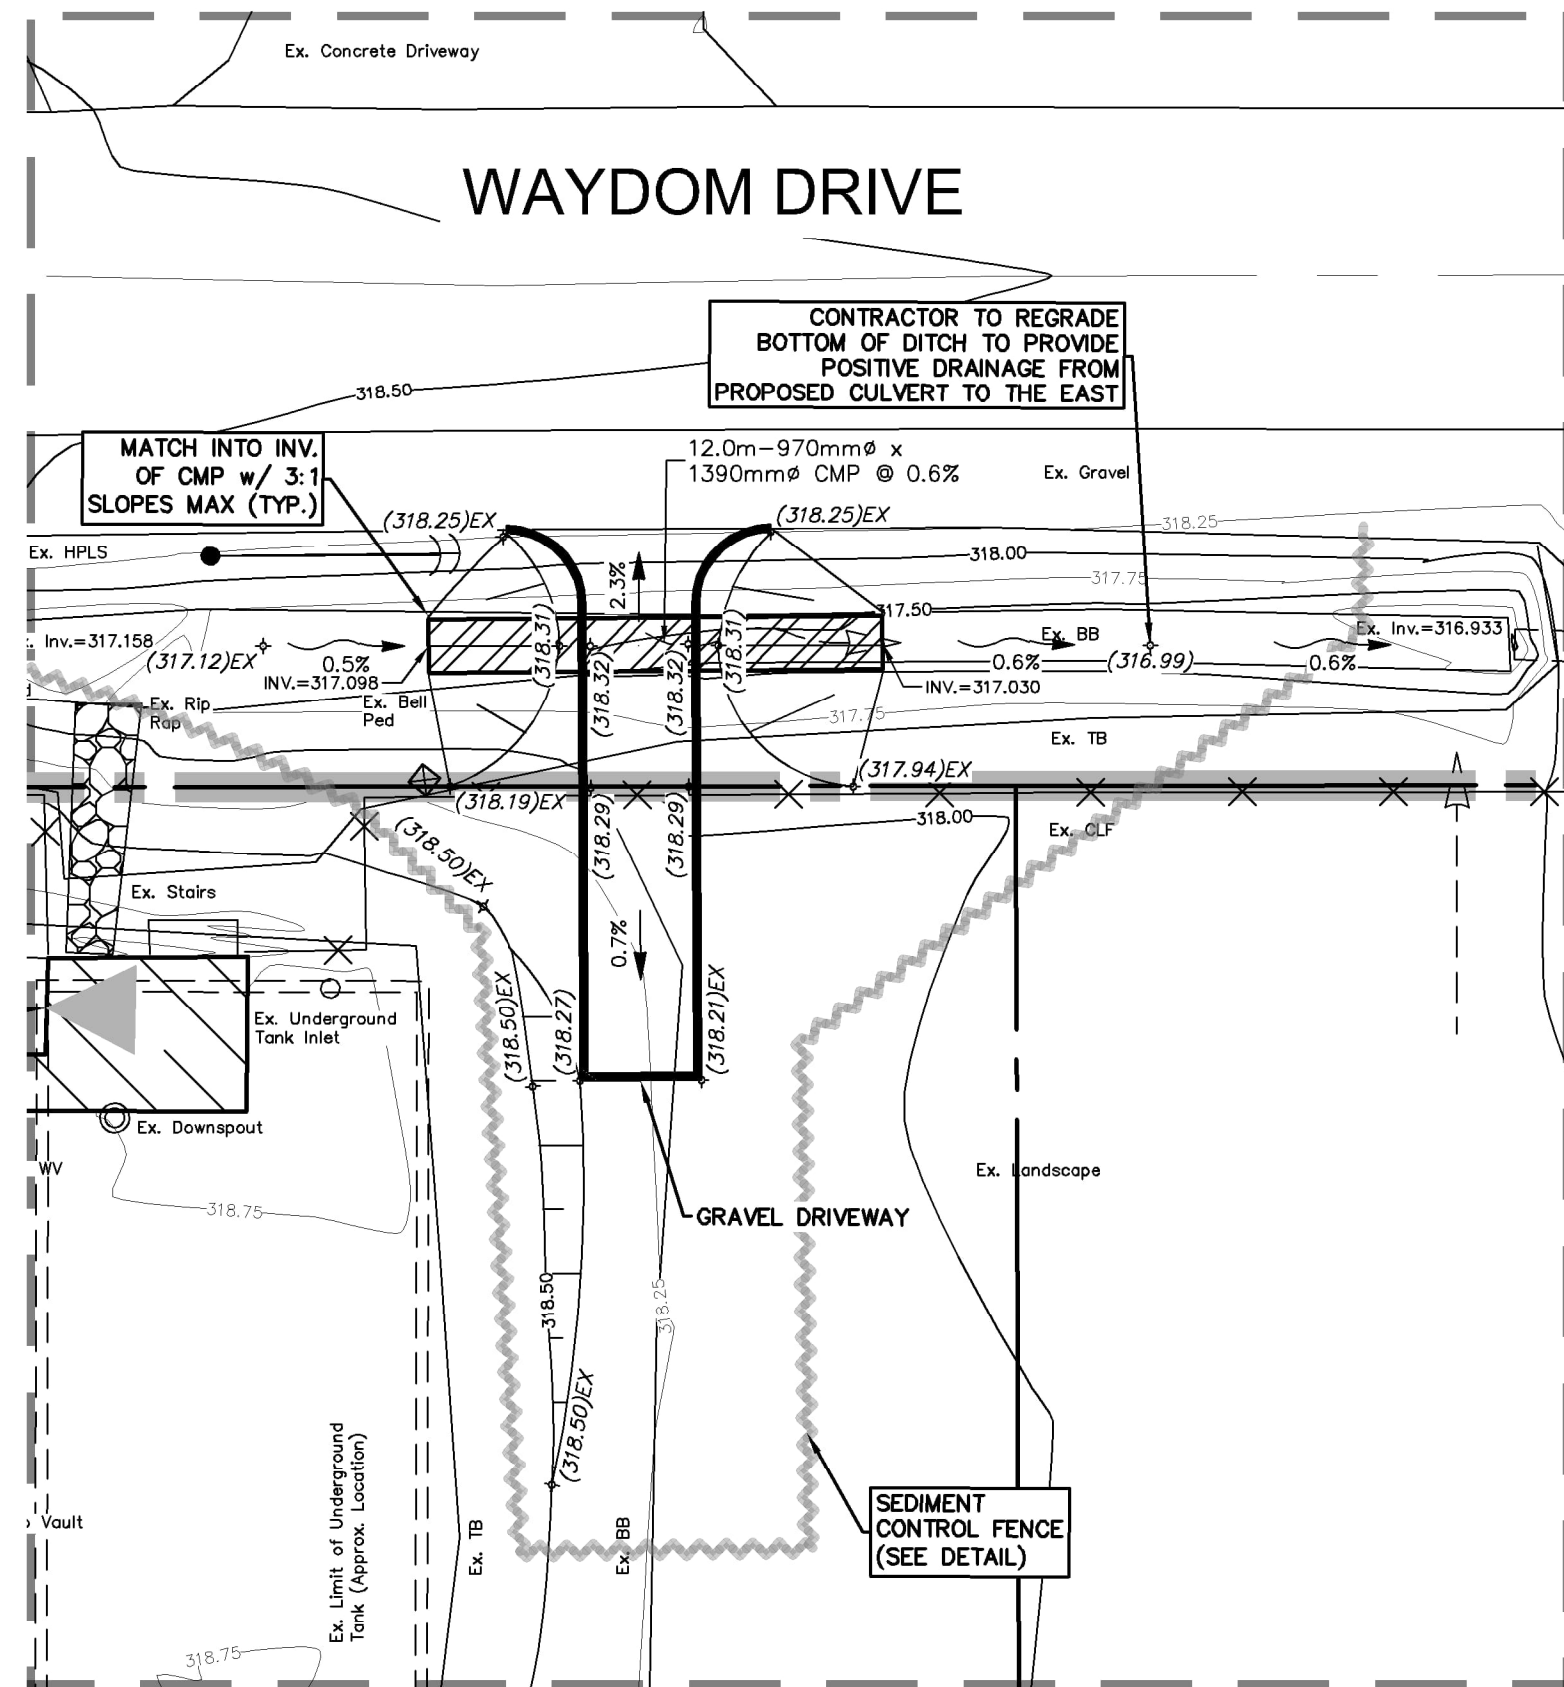 Ex. Concrete Driveway
WAYDOM DRIVE
CONTRACTOR TO REGRADE
BOTTOM OF DITCH TO PROVIDE
POSITIVE DRAINAGE FROM
PROPOSED CULVERT TO THE EAST
318.50
MATCH INTO INV.
OF CMP w/ 3:1
SLOPES MAX (TYP.)
12.0m-970mmø x
1390mmø CMP @ 0.6%
Ex. Gravel
(318.25)EX
(318.25)EX
318.25
Ex. HPLS
318.00
2.3%
317.75
317.50
Inv.=317.158
(317.12)EX
0.5%
INV.=317.098
(318.31)
(318.32)
(318.32)
(318.31)
INV.=317.030
Ex. BB
0.6%
(316.99)
Ex. Inv.=316.933
0.6%
Ex. Rip
Rap
Ex. Bell
Ped
317.75
Ex. TB
(317.94)EX
(318.19)EX
(318.29)
(318.29)
318.00
Ex. CLF
(318.50)EX
Ex. Stairs
0.7%
Ex. Underground
Tank Inlet
(318.50)EX
(318.27)
(318.21)EX
Ex. Downspout
WV
Ex. Landscape
318.75
GRAVEL DRIVEWAY
318.50
318.25
(318.50)EX
Ex. Limit of Underground
Tank (Approx. Location)
Vault
Ex. TB
Ex. BB
SEDIMENT
CONTROL FENCE
(SEE DETAIL)
318.75